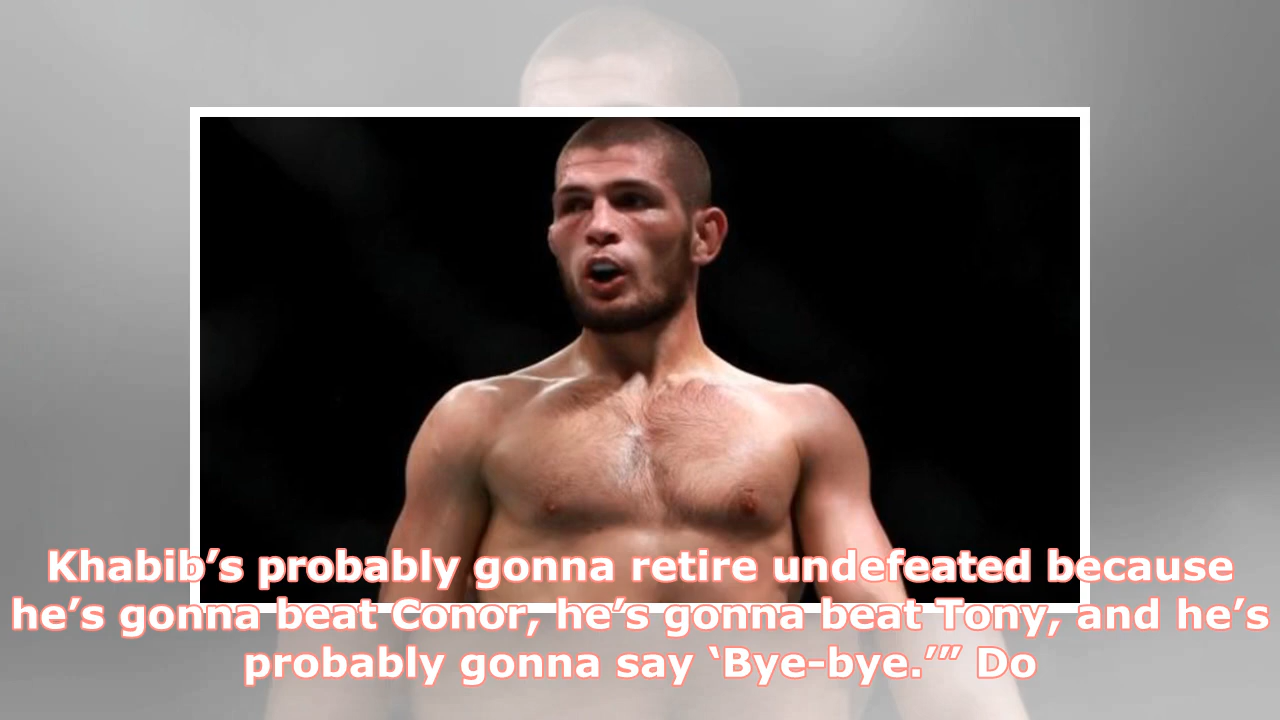 Khabib’s probably gonna retire undefeated because
he’s gonna beat Conor, he’s gonna beat Tony, and he’s
probably gonna say ‘Bye-bye.’” Do